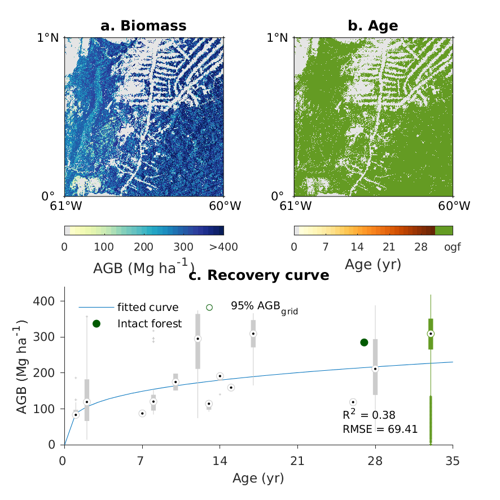 a. Biomass
b. Age
1°N
1°N
0°
0°
61°W
60°W
61°W
60°W
0 100 200 300 >400
0 7 14 21 28 ogf
AGB (Mg ha-1)
Age (yr)
c. Recovery curve
fitted curve
95% AGBgrid
Intact forest
400
300
200
100
0
AGB (Mg ha-1)
R2 = 0.38
RMSE = 69.41
0 7 14 21 28 35
Age (yr)